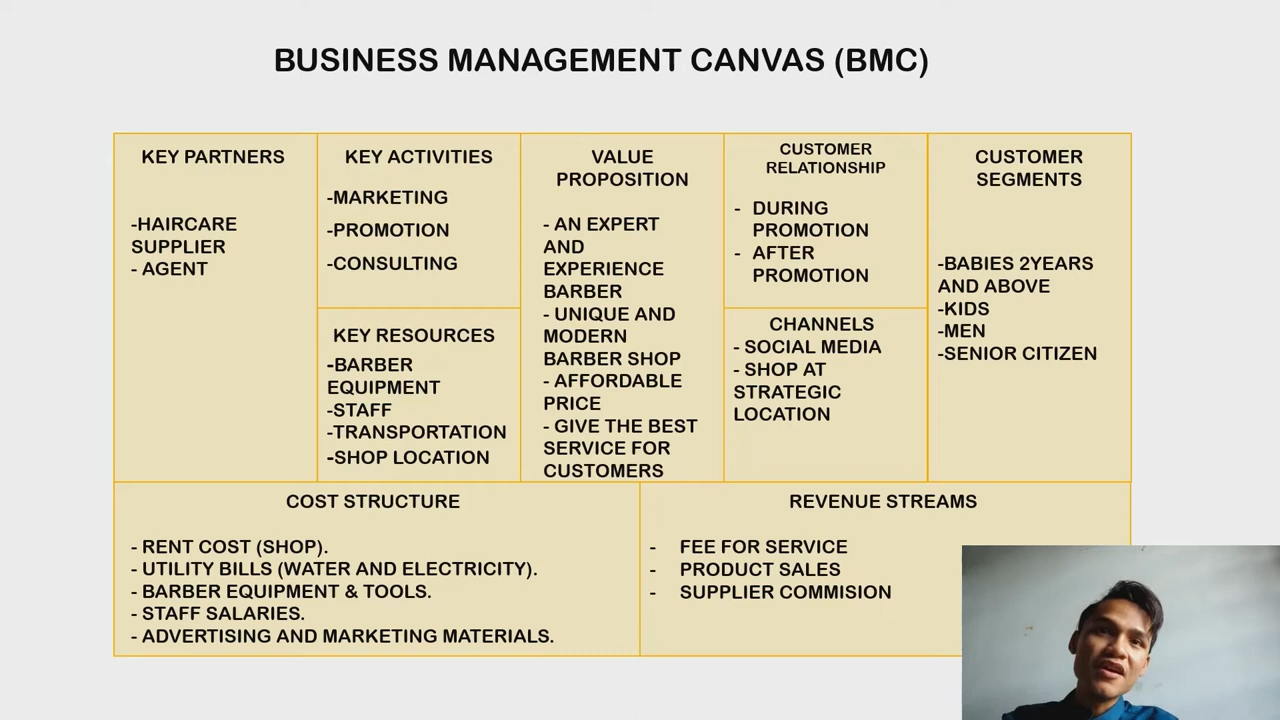 BUSINESS MANAGEMENT CANVAS (BMC)
KEY PARTNERS
-HAIRCARE
SUPPLIER
- AGENT
KEY ACTIVITIES
-MARKETING
-PROMOTION
-CONSULTING
KEY RESOURCES
-BARBER
EQUIPMENT
-STAFF
-TRANSPORTATION
-SHOP LOCATION
VALUE
PROPOSITION
- AN EXPERT
AND
EXPERIENCE
BARBER
- UNIQUE AND
MODERN
BARBER SHOP
- AFFORDABLE
PRICE
- GIVE THE BEST
SERVICE FOR
CUSTOMERS
CUSTOMER
RELATIONSHIP
- DURING
PROMOTION
- AFTER
PROMOTION
CHANNELS
- SOCIAL MEDIA
- SHOP AT
STRATEGIC
LOCATION
CUSTOMER
SEGMENTS
-BABIES 2YEARS
AND ABOVE
-KIDS
-MEN
-SENIOR CITIZEN
COST STRUCTURE
- RENT COST (SHOP).
- UTILITY BILLS (WATER AND ELECTRICITY).
- BARBER EQUIPMENT & TOOLS.
- STAFF SALARIES.
- ADVERTISING AND MARKETING MATERIALS.
REVENUE STREAMS
- FEE FOR SERVICE
- PRODUCT SALES
- SUPPLIER COMMISION